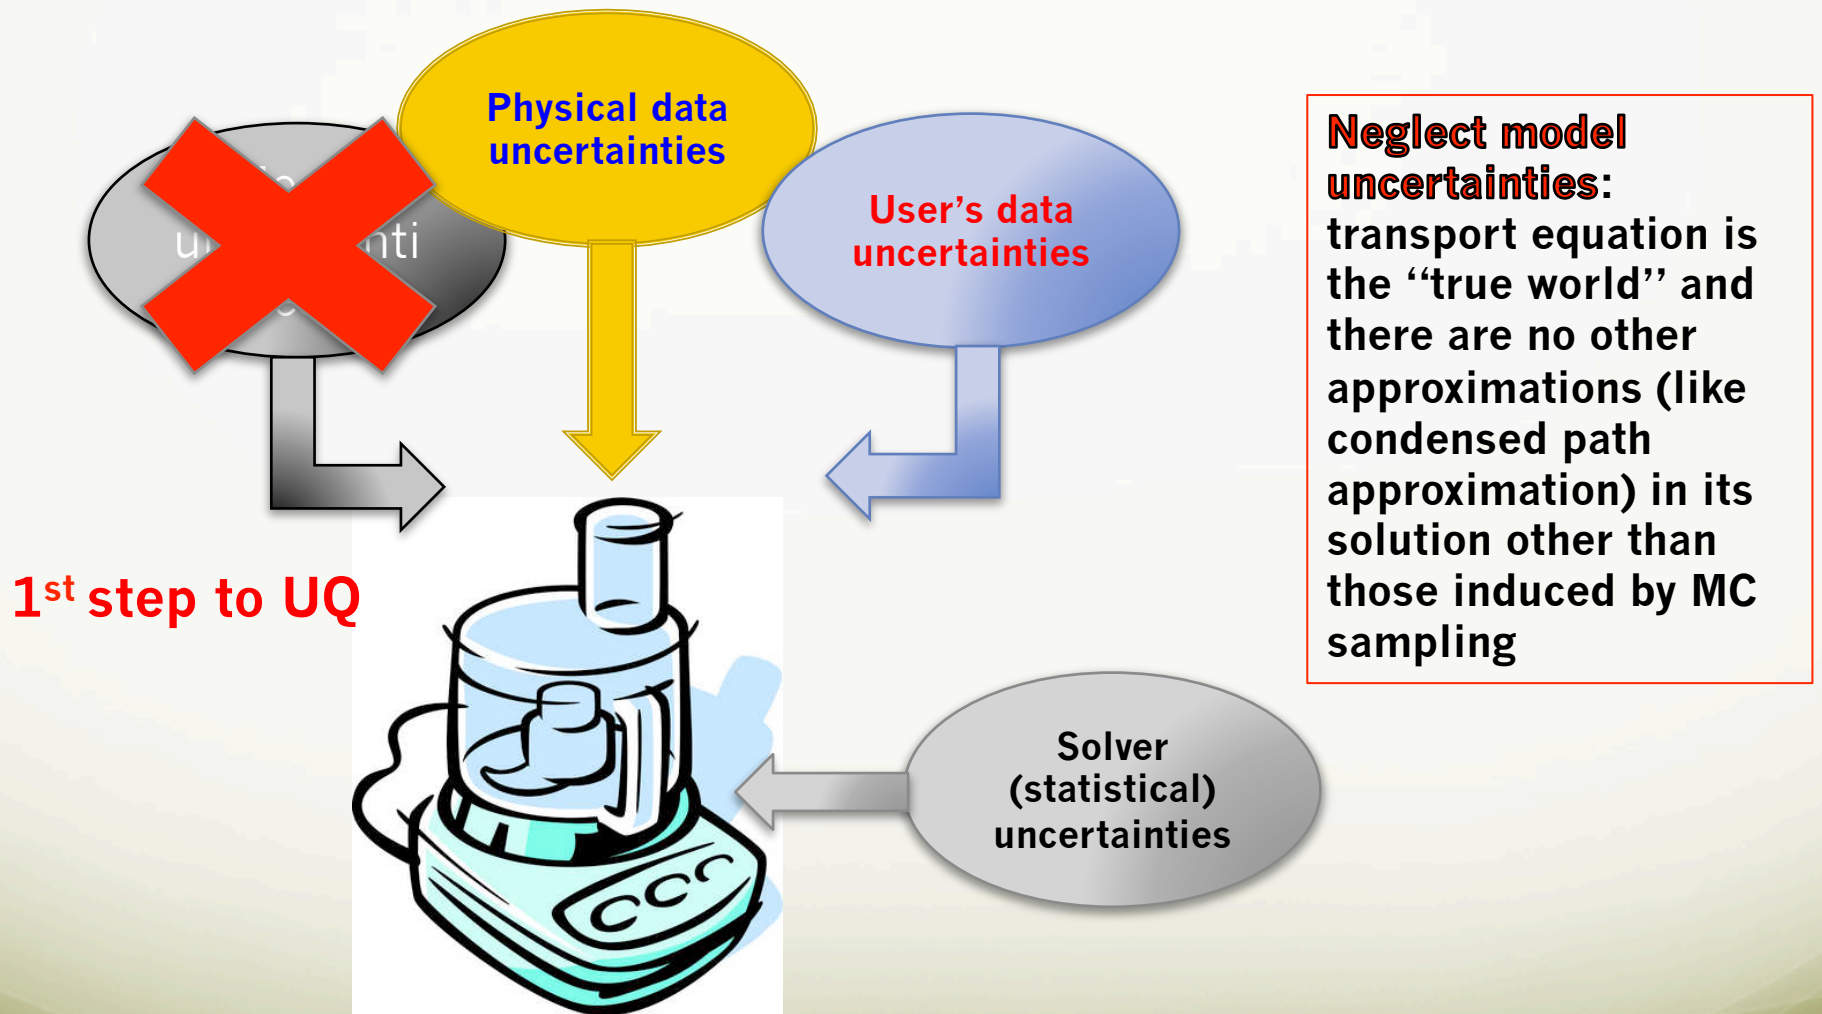 Physical data
uncertainties
User’s data
uncertainties
Neglect model
uncertainties:
transport equation is
the ‘‘true world’’ and
there are no other
approximations (like
condensed path
approximation) in its
solution other than
those induced by MC
sampling
1st step to UQ
Solver
(statistical)
uncertainties